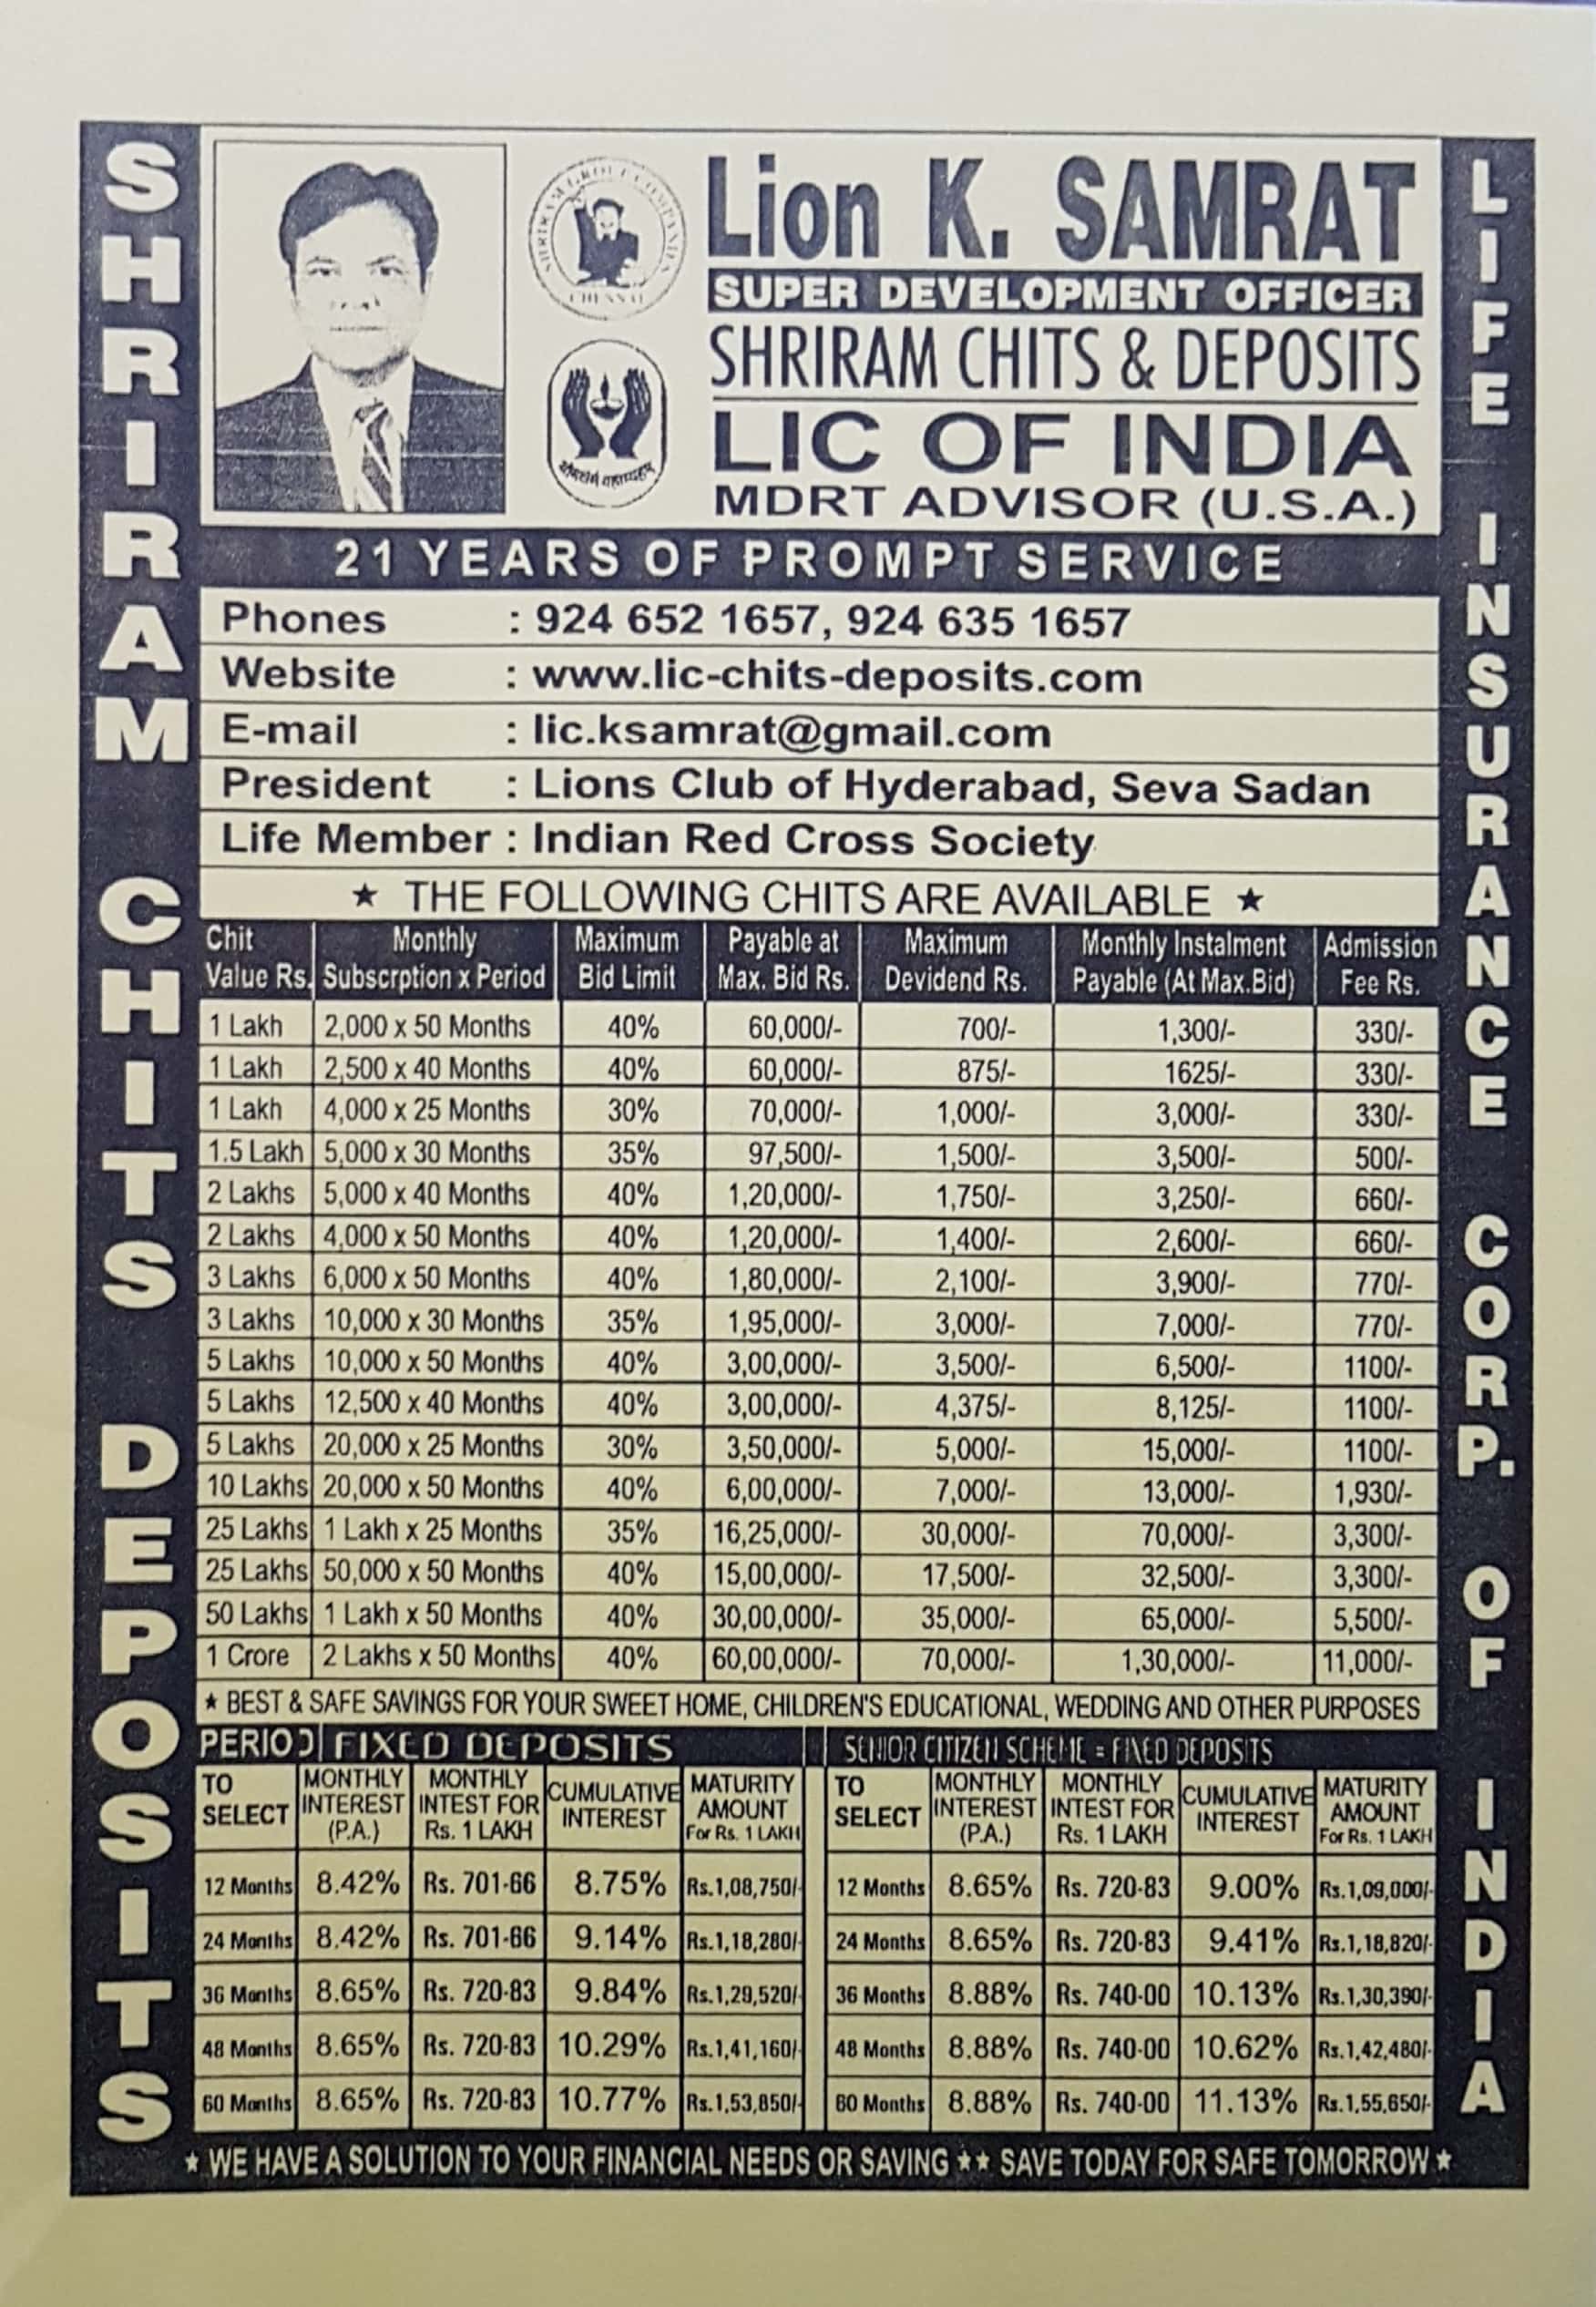 SHRIRAM CHITS DEPOSITS
SHRIRAM GROUP COMPANIES
CHENNAI
योगक्षेमं वहाम्यहम्
Lion K. SAMRAT
SUPER DEVELOPMENT OFFICER
SHRIRAM CHITS & DEPOSITS
LIC OF INDIA
MDRT ADVISOR (U.S.A.)
LIFE INSURANCE CORP. OF INDIA
21 YEARS OF PROMPT SERVICE
Phones : 924 652 1657, 924 635 1657
Website : www.lic-chits-deposits.com
E-mail : lic.ksamrat@gmail.com
President : Lions Club of Hyderabad, Seva Sadan
Life Member : Indian Red Cross Society
★ THE FOLLOWING CHITS ARE AVAILABLE ★
Chit Value Rs. Monthly Subscrption x Period Maximum Bid Limit Payable at Max. Bid Rs. Maximum Devidend Rs. Monthly Instalment Payable (At Max.Bid) Admission Fee Rs.
1 Lakh 2,000 x 50 Months 40% 60,000/- 700/- 1,300/- 330/-
1 Lakh 2,500 x 40 Months 40% 60,000/- 875/- 1625/- 330/-
1 Lakh 4,000 x 25 Months 30% 70,000/- 1,000/- 3,000/- 330/-
1.5 Lakh 5,000 x 30 Months 35% 97,500/- 1,500/- 3,500/- 500/-
2 Lakhs 5,000 x 40 Months 40% 1,20,000/- 1,750/- 3,250/- 660/-
2 Lakhs 4,000 x 50 Months 40% 1,20,000/- 1,400/- 2,600/- 660/-
3 Lakhs 6,000 x 50 Months 40% 1,80,000/- 2,100/- 3,900/- 770/-
3 Lakhs 10,000 x 30 Months 35% 1,95,000/- 3,000/- 7,000/- 770/-
5 Lakhs 10,000 x 50 Months 40% 3,00,000/- 3,500/- 6,500/- 1100/-
5 Lakhs 12,500 x 40 Months 40% 3,00,000/- 4,375/- 8,125/- 1100/-
5 Lakhs 20,000 x 25 Months 30% 3,50,000/- 5,000/- 15,000/- 1100/-
10 Lakhs 20,000 x 50 Months 40% 6,00,000/- 7,000/- 13,000/- 1,930/-
25 Lakhs 1 Lakh x 25 Months 35% 16,25,000/- 30,000/- 70,000/- 3,300/-
25 Lakhs 50,000 x 50 Months 40% 15,00,000/- 17,500/- 32,500/- 3,300/-
50 Lakhs 1 Lakh x 50 Months 40% 30,00,000/- 35,000/- 65,000/- 5,500/-
1 Crore 2 Lakhs x 50 Months 40% 60,00,000/- 70,000/- 1,30,000/- 11,000/-
★ BEST & SAFE SAVINGS FOR YOUR SWEET HOME, CHILDREN'S EDUCATIONAL, WEDDING AND OTHER PURPOSES
PERIOD FIXED DEPOSITS SENIOR CITIZEN SCHEME = FIXED DEPOSITS
TO SELECT MONTHLY INTEREST (P.A.) MONTHLY INTEST FOR Rs. 1 LAKH CUMULATIVE INTEREST MATURITY AMOUNT For Rs. 1 LAKH TO SELECT MONTHLY INTEREST (P.A.) MONTHLY INTEST FOR Rs. 1 LAKH CUMULATIVE INTEREST MATURITY AMOUNT For Rs. 1 LAKH
12 Months 8.42% Rs. 701-66 8.75% Rs.1,08,750/- 12 Months 8.65% Rs. 720-83 9.00% Rs.1,09,000/-
24 Months 8.42% Rs. 701-66 9.14% Rs.1,18,280/- 24 Months 8.65% Rs. 720-83 9.41% Rs.1,18,820/-
36 Months 8.65% Rs. 720-83 9.84% Rs.1,29,520/- 36 Months 8.88% Rs. 740-00 10.13% Rs.1,30,390/-
48 Months 8.65% Rs. 720-83 10.29% Rs.1,41,160/- 48 Months 8.88% Rs. 740-00 10.62% Rs.1,42,480/-
60 Months 8.65% Rs. 720-83 10.77% Rs.1,53,850/- 60 Months 8.88% Rs. 740-00 11.13% Rs.1,55,650/-
★ WE HAVE A SOLUTION TO YOUR FINANCIAL NEEDS OR SAVING ★★ SAVE TODAY FOR SAFE TOMORROW ★